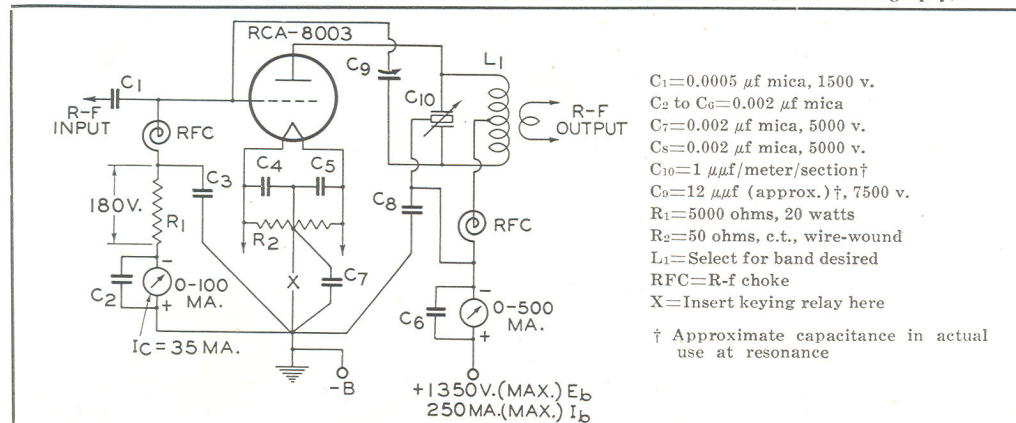 RCA-8003
C1
R-F
INPUT
RFC
C3
180V.
R1
C2
0-100
MA.
IC=35 MA.
C4
C5
R2
X
C7
-B
C9
C10
L1
R-F
OUTPUT
C8
RFC
C6
0-500
MA.
+1350V.(MAX.) Eb
250MA.(MAX.) Ib
C1=0.0005 μf mica, 1500 v.
C2 to C6=0.002 μf mica
C7=0.002 μf mica, 5000 v.
C8=0.002 μf mica, 5000 v.
C10=1 μμf/meter/section†
C9=12 μμf (approx.)†, 7500 v.
R1=5000 ohms, 20 watts
R2=50 ohms, c.t., wire-wound
L1=Select for band desired
RFC=R-f choke
X=Insert keying relay here
† Approximate capacitance in actual
use at resonance